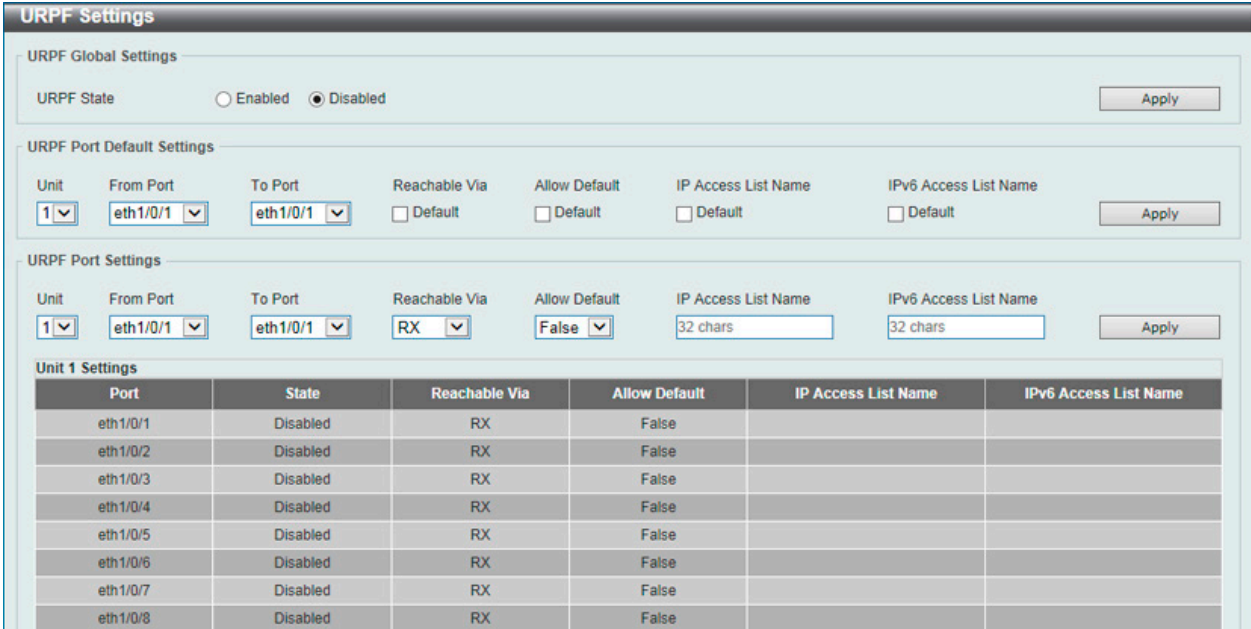 URPF Settings
URPF Global Settings
URPF State Enabled Disabled Apply
URPF Port Default Settings
Unit From Port To Port Reachable Via Allow Default IP Access List Name IPv6 Access List Name
1 eth1/0/1 eth1/0/1 Default Default Default Default Apply
URPF Port Settings
Unit From Port To Port Reachable Via Allow Default IP Access List Name IPv6 Access List Name
1 eth1/0/1 eth1/0/1 RX False 32 chars 32 chars Apply
Unit 1 Settings
Port State Reachable Via Allow Default IP Access List Name IPv6 Access List Name
eth1/0/1 Disabled RX False
eth1/0/2 Disabled RX False
eth1/0/3 Disabled RX False
eth1/0/4 Disabled RX False
eth1/0/5 Disabled RX False
eth1/0/6 Disabled RX False
eth1/0/7 Disabled RX False
eth1/0/8 Disabled RX False